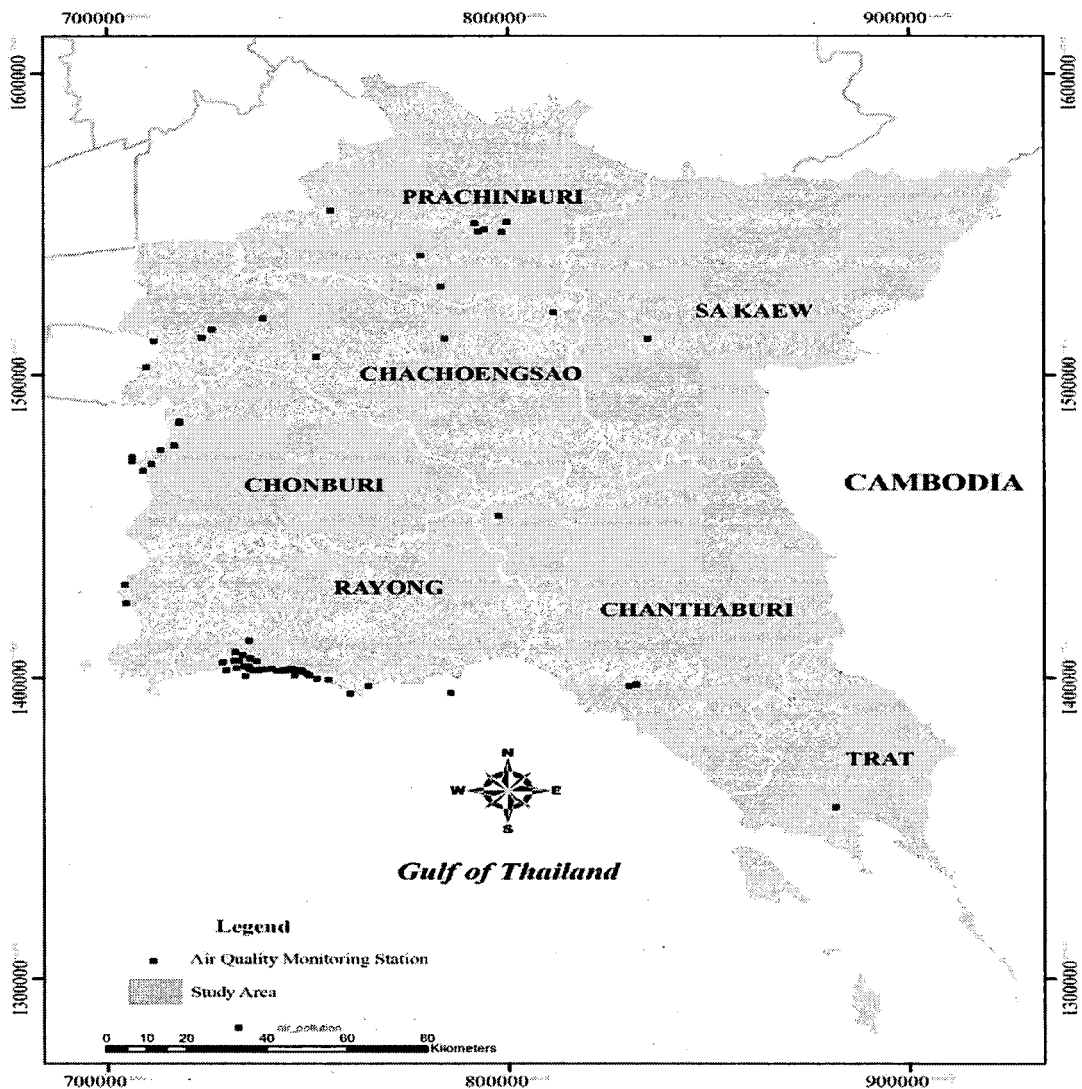 700000 800000 900000
1600000 1600000
PRACHINBURI
SA KAEW
CHACHOENGSAO
1500000 1500000
CHONBURI
CAMBODIA
RAYONG
CHANTHABURI
1400000 1400000
TRAT
N
W E
S
Gulf of Thailand
Legend
Air Quality Monitoring Station
Study Area
1300000 1300000
air_pollution
0 10 20 40 60 80
Kilometers
700000 800000 900000